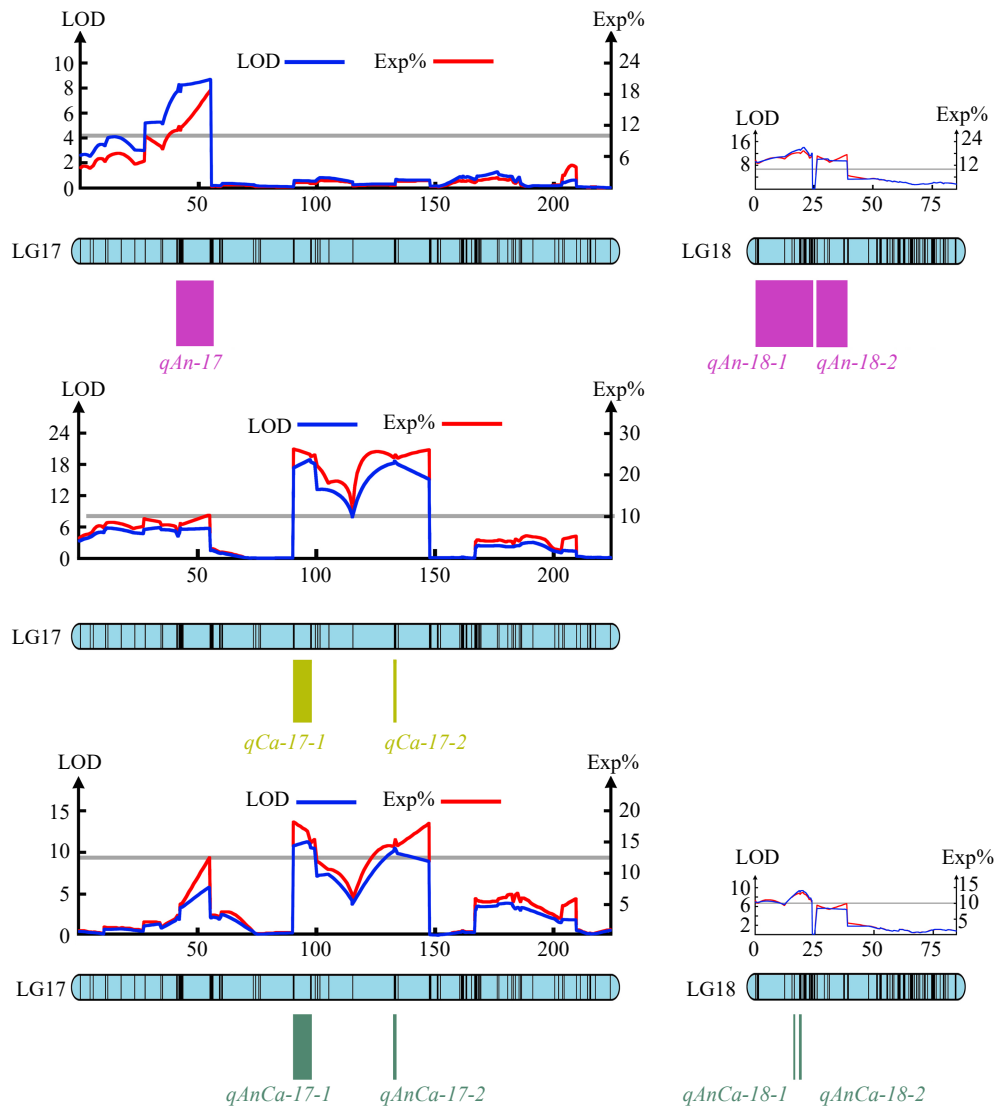 LOD
Exp%
LOD
Exp%
10
8
6
4
2
0
24
18
12
6
50
100
150
200
LG17
qAn-17
LOD
Exp%
16
8
24
12
0
25
50
75
LG18
qAn-18-1
qAn-18-2
LOD
Exp%
LOD
Exp%
24
18
12
6
0
30
20
10
50
100
150
200
LG17
qCa-17-1
qCa-17-2
LOD
Exp%
LOD
Exp%
15
10
5
0
20
15
10
5
50
100
150
200
LG17
qAnCa-17-1
qAnCa-17-2
LOD
Exp%
10
6
2
15
10
5
0
25
50
75
LG18
qAnCa-18-1
qAnCa-18-2